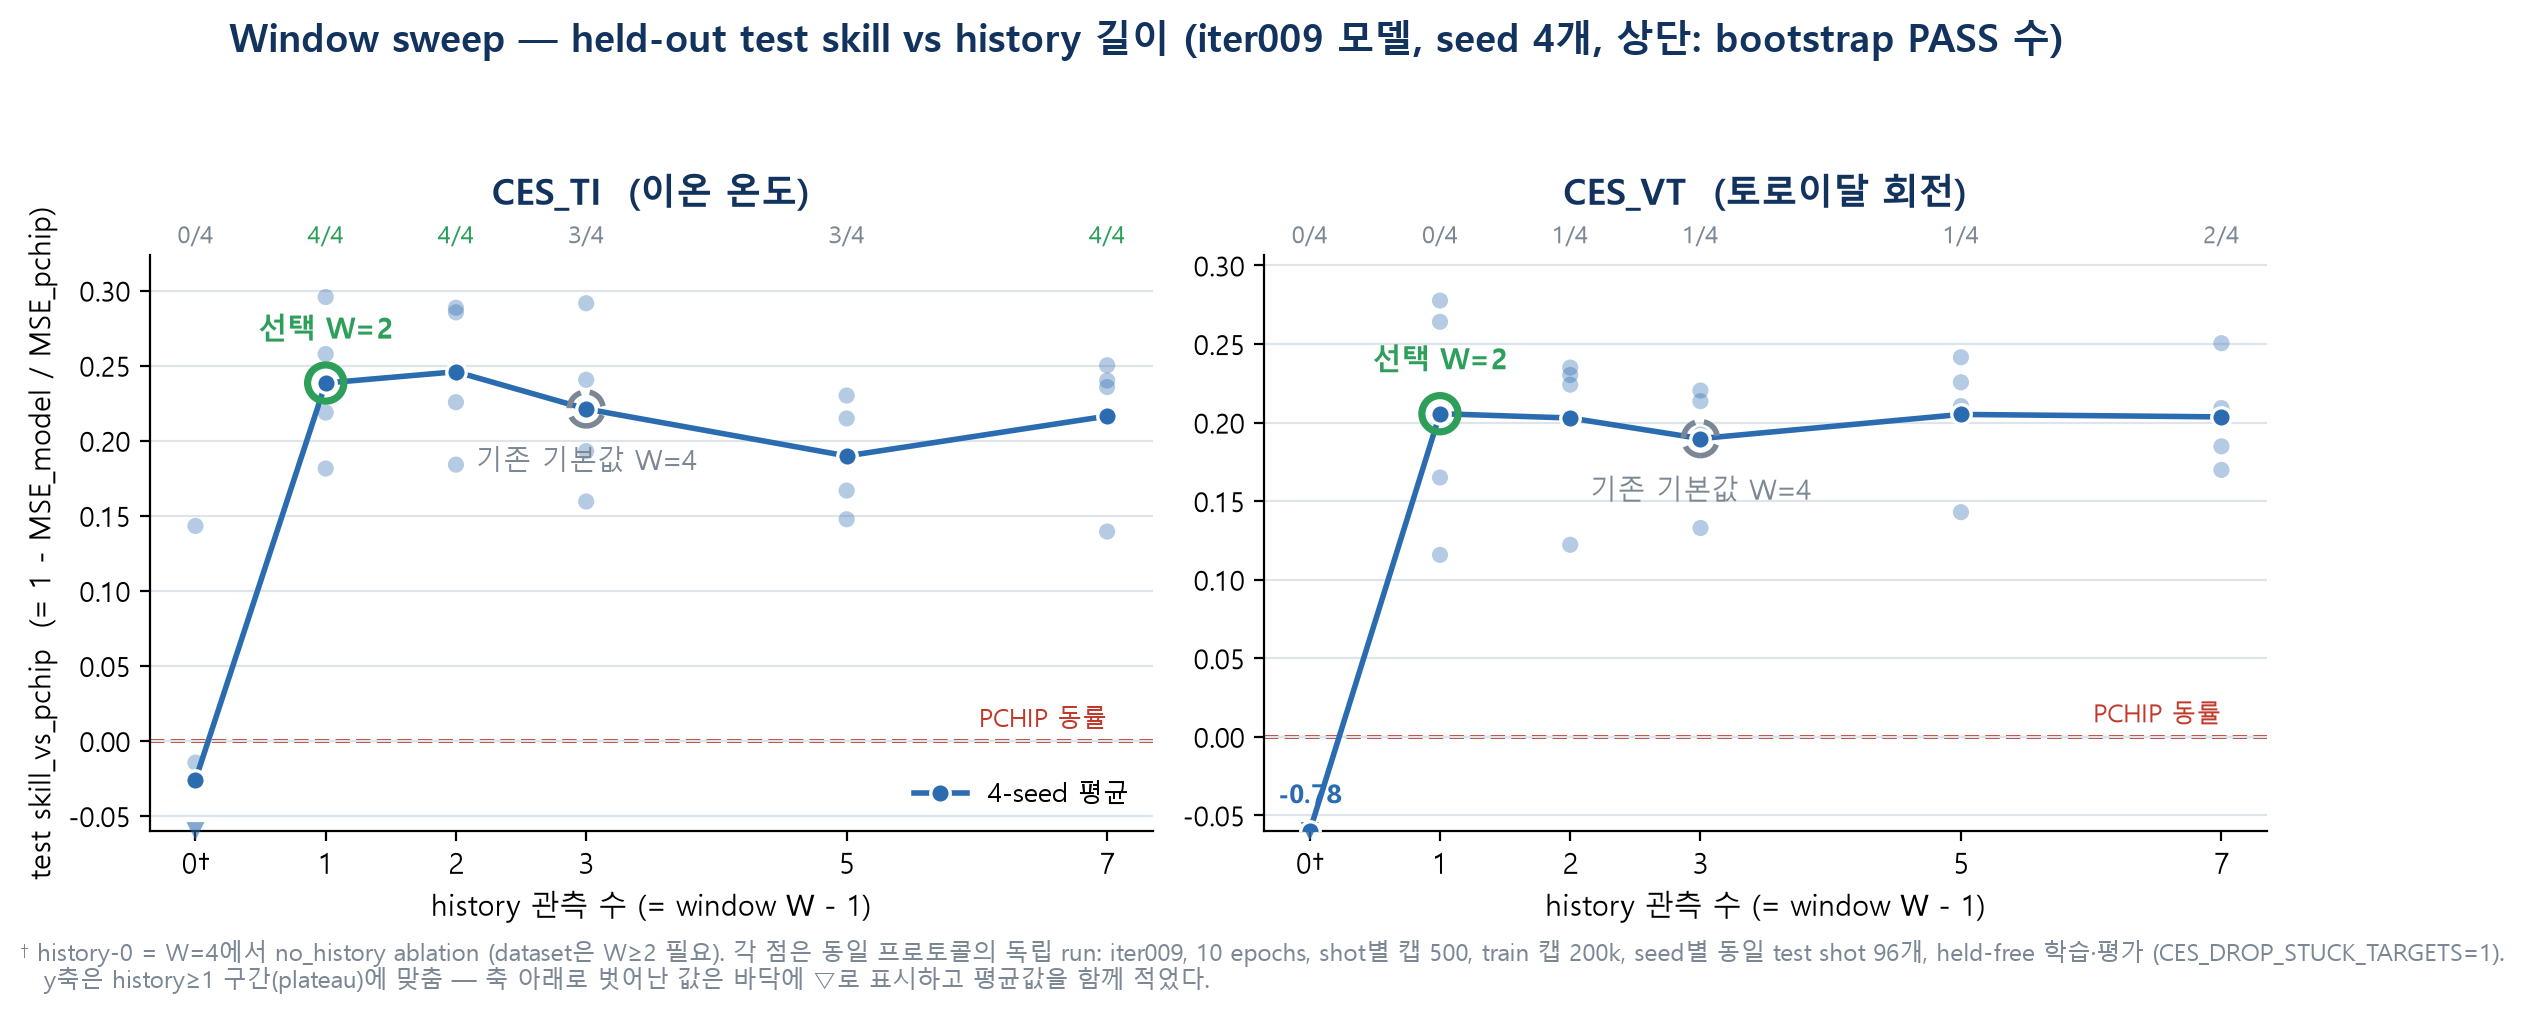 Window sweep — held-out test skill vs history 길이 (iter009 모델, seed 4개, 상단: bootstrap PASS 수)
CES_TI (이온 온도)
0/4 4/4 4/4 3/4 3/4 4/4
test skill_vs_pchip (= 1 - MSE_model / MSE_pchip)
0.30
0.25
0.20
0.15
0.10
0.05
0.00
-0.05
선택 W=2
기존 기본값 W=4
PCHIP 동률
4-seed 평균
0† 1 2 3 5 7
history 관측 수 (= window W - 1)
CES_VT (토로이달 회전)
0/4 0/4 1/4 1/4 1/4 2/4
0.30
0.25
0.20
0.15
0.10
0.05
0.00
-0.05
선택 W=2
기존 기본값 W=4
PCHIP 동률
-0.78
0† 1 2 3 5 7
history 관측 수 (= window W - 1)
† history-0 = W=4에서 no_history ablation (dataset은 W≥2 필요). 각 점은 동일 프로토콜의 독립 run: iter009, 10 epochs, shot별 캡 500, train 캡 200k, seed별 동일 test shot 96개, held-free 학습·평가 (CES_DROP_STUCK_TARGETS=1).
y축은 history≥1 구간(plateau)에 맞춤 — 축 아래로 벗어난 값은 바닥에 ▽로 표시하고 평균값을 함께 적었다.